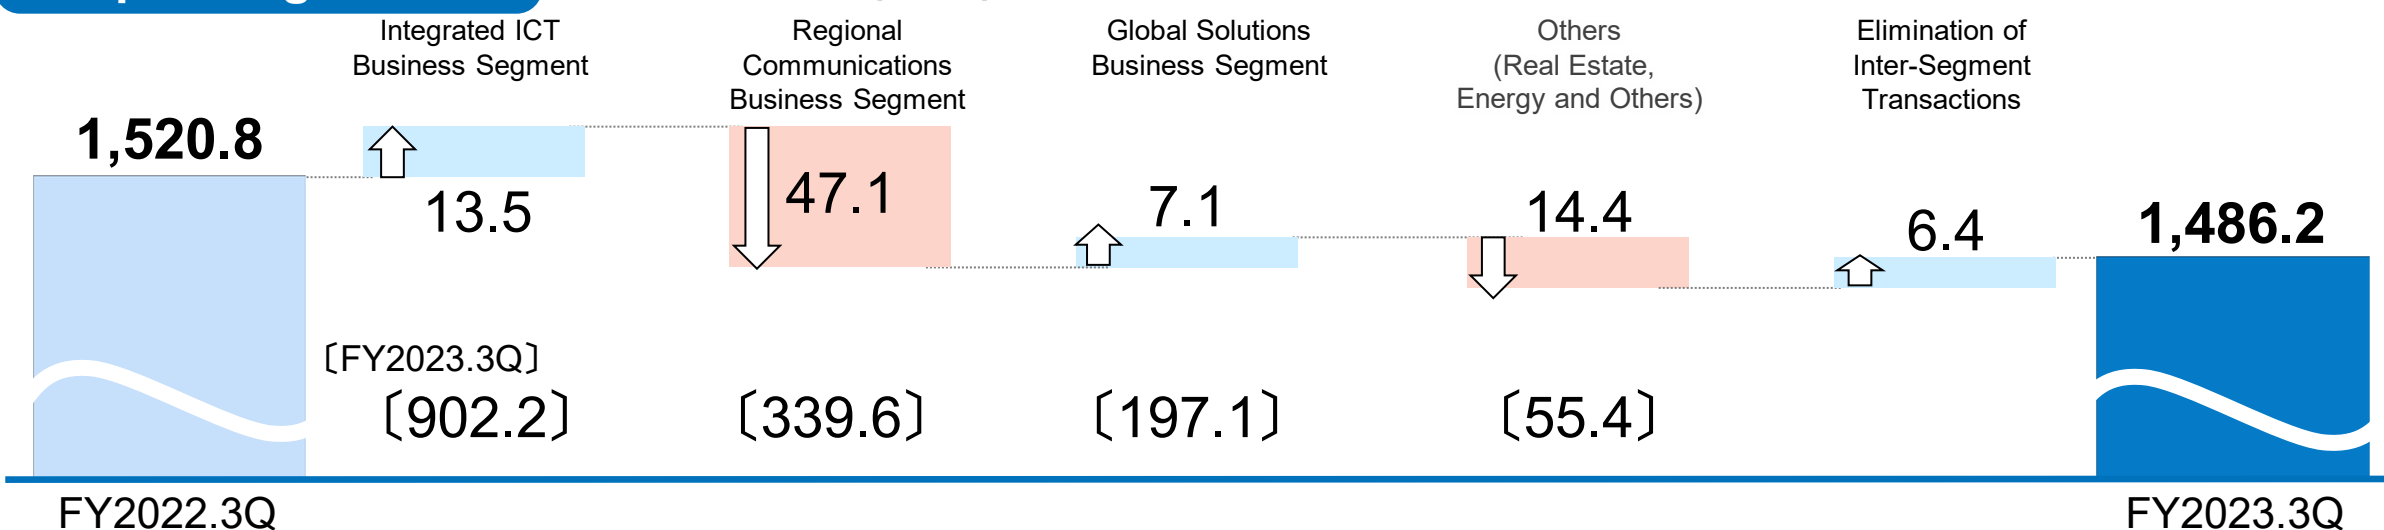 Integrated ICT
Business Segment
Regional
Communications
Business Segment
Global Solutions
Business Segment
Others
(Real Estate,
Energy and Others)
Elimination of
Inter-Segment
Transactions
1,520.8
13.5
47.1
7.1
14.4
6.4
1,486.2
〔FY2023.3Q〕
〔902.2〕
〔339.6〕
〔197.1〕
〔55.4〕
FY2022.3Q
FY2023.3Q